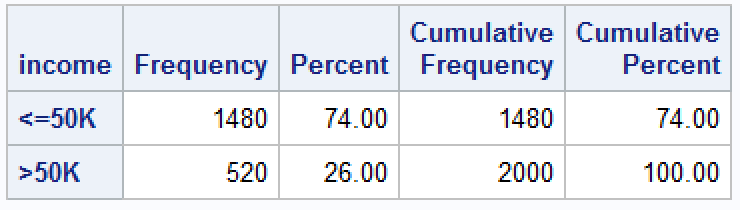 income Frequency Percent Cumulative Frequency Cumulative Percent
<=50K 1480 74.00 1480 74.00
>50K 520 26.00 2000 100.00